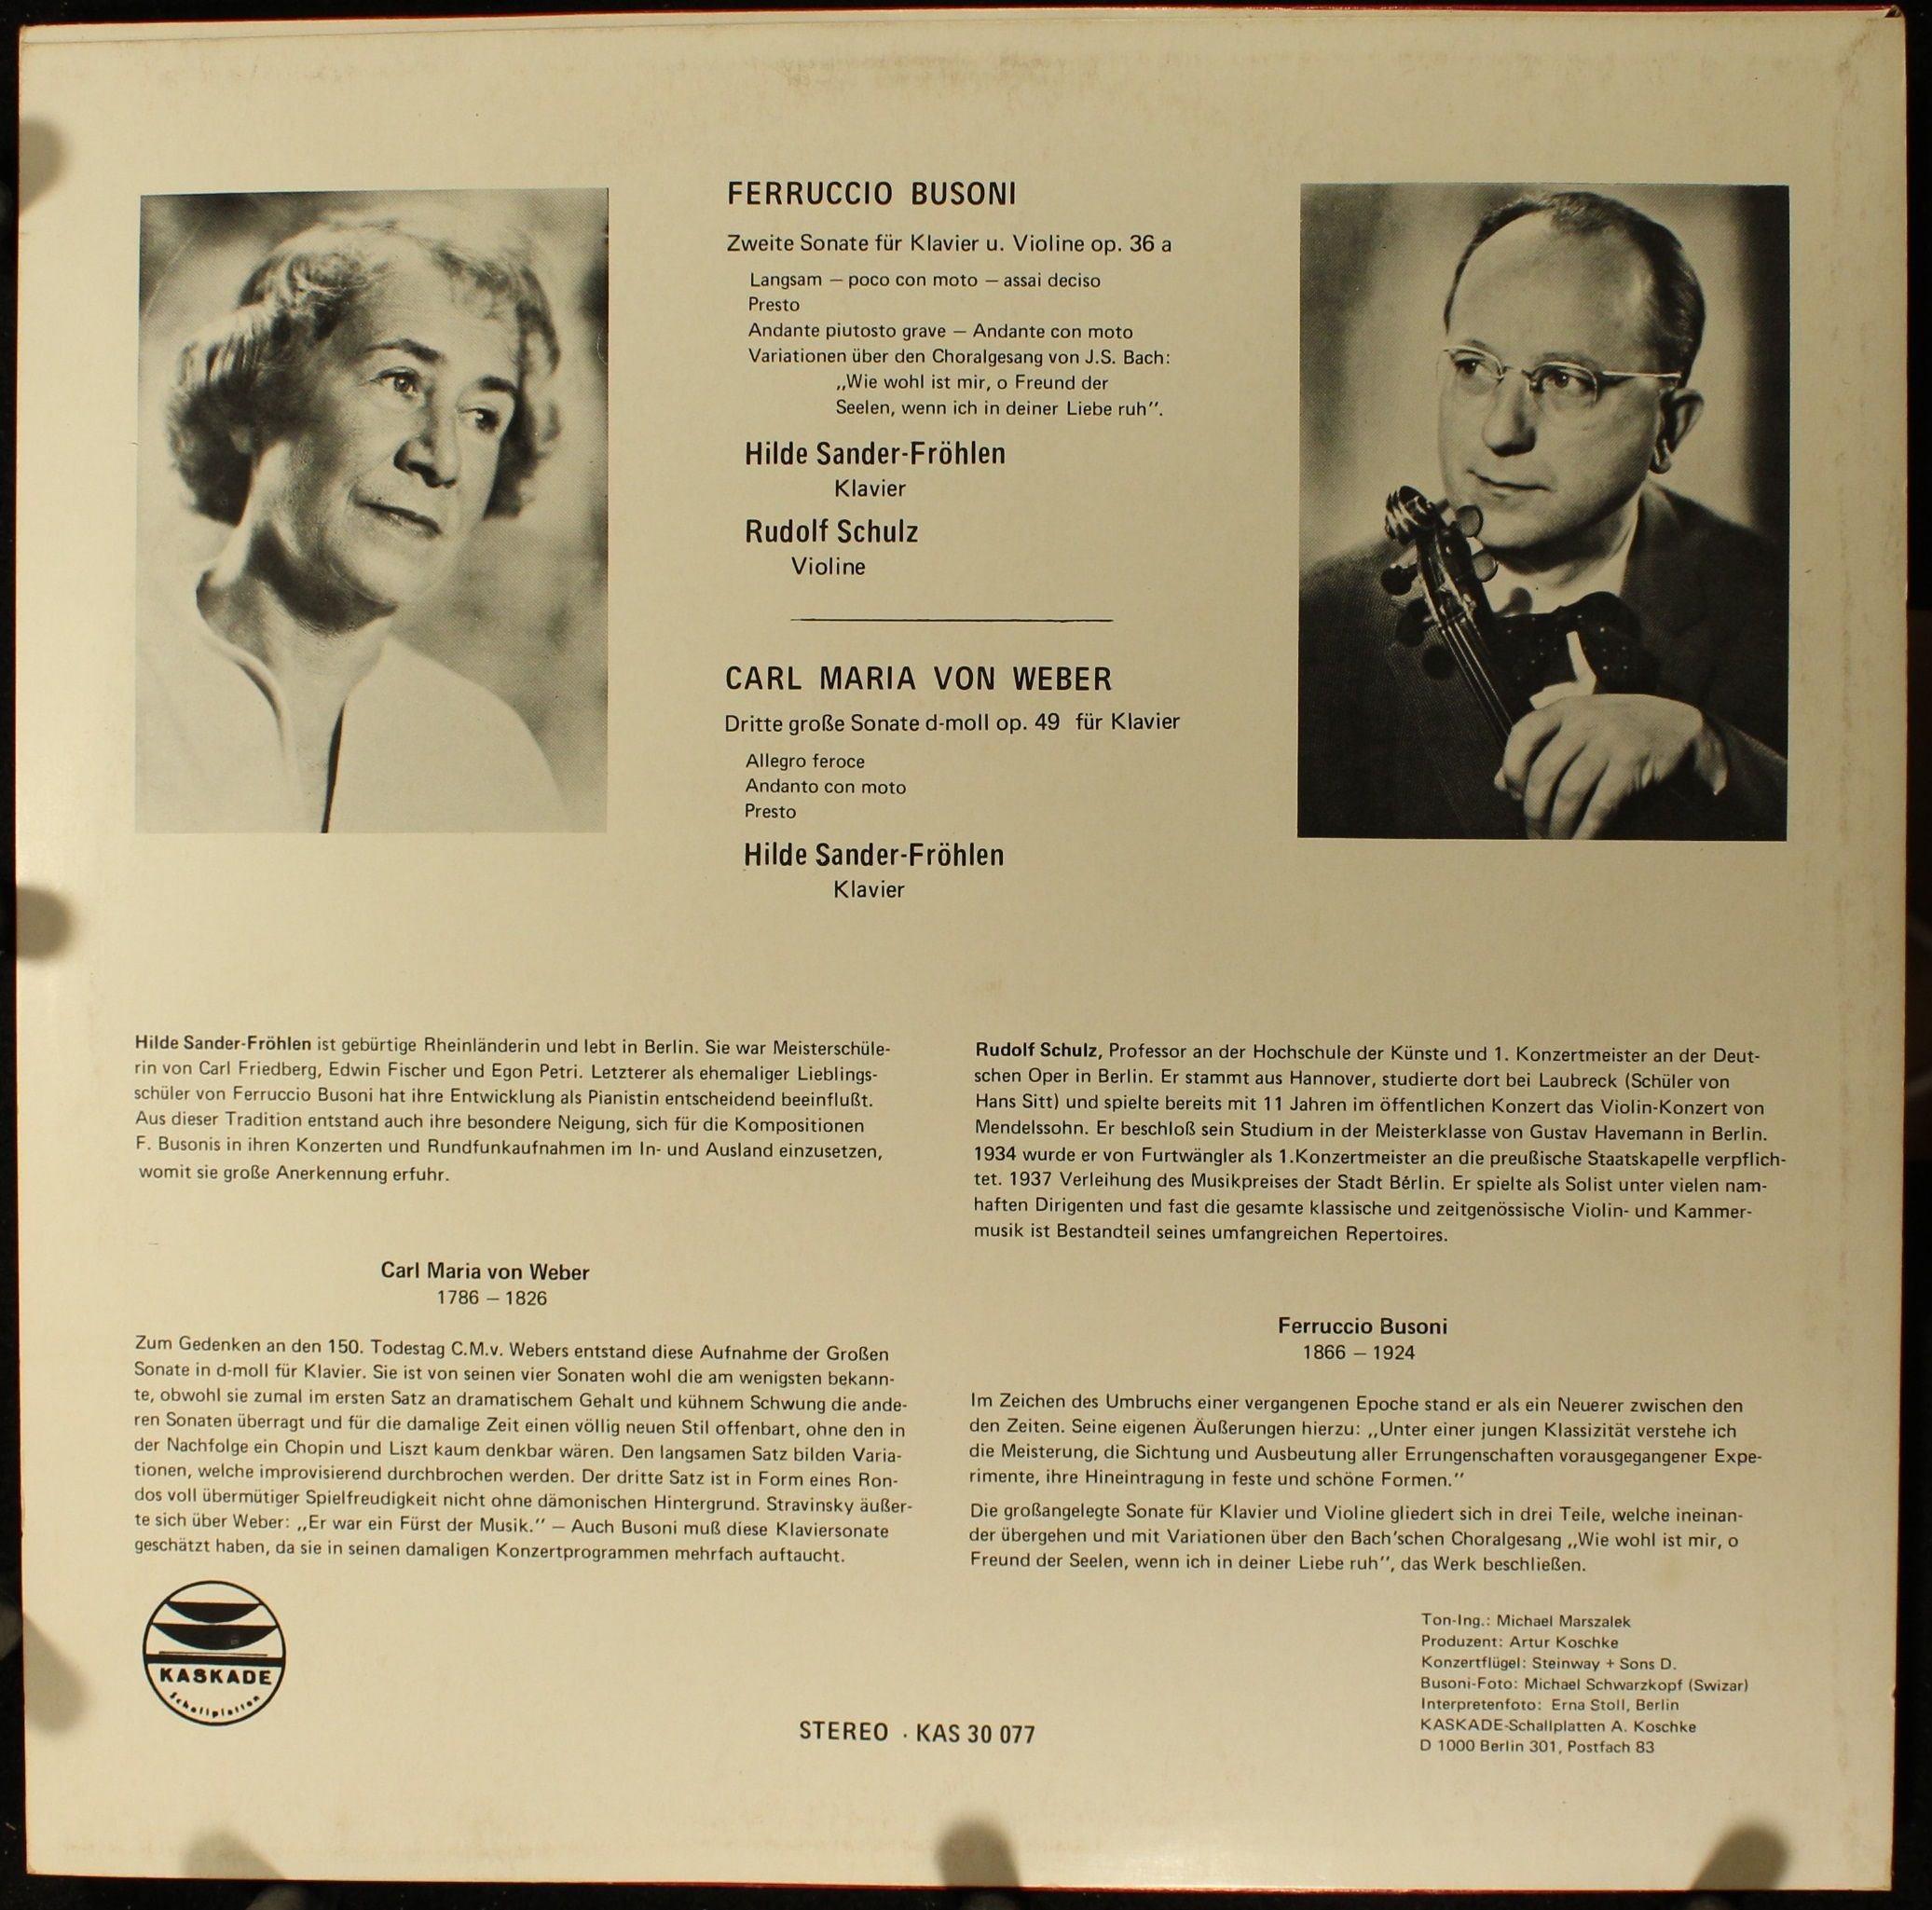 FERRUCCIO BUSONI
Zweite Sonate für Klavier u. Violine op. 36 a
Langsam – poco con moto – assai deciso
Presto
Andante piutosto grave – Andante con moto
Variationen über den Choralgesang von J.S. Bach:
„Wie wohl ist mir, o Freund der
Seelen, wenn ich in deiner Liebe ruh’’.
Hilde Sander-Fröhlen
Klavier
Rudolf Schulz
Violine
CARL MARIA VON WEBER
Dritte große Sonate d-moll op. 49 für Klavier
Allegro feroce
Andanto con moto
Presto
Hilde Sander-Fröhlen
Klavier
Hilde Sander-Fröhlen ist gebürtige Rheinländerin und lebt in Berlin. Sie war Meisterschüle-
rin von Carl Friedberg, Edwin Fischer und Egon Petri. Letzterer als ehemaliger Lieblings-
schüler von Ferruccio Busoni hat ihre Entwicklung als Pianistin entscheidend beeinflußt.
Aus dieser Tradition entstand auch ihre besondere Neigung, sich für die Kompositionen
F. Busonis in ihren Konzerten und Rundfunkaufnahmen im In- und Ausland einzusetzen,
womit sie große Anerkennung erfuhr.
Carl Maria von Weber
1786 – 1826
Zum Gedenken an den 150. Todestag C.M.v. Webers entstand diese Aufnahme der Großen
Sonate in d-moll für Klavier. Sie ist von seinen vier Sonaten wohl die am wenigsten bekann-
te, obwohl sie zumal im ersten Satz an dramatischem Gehalt und kühnem Schwung die ande-
ren Sonaten überragt und für die damalige Zeit einen völlig neuen Stil offenbart, ohne den in
der Nachfolge ein Chopin und Liszt kaum denkbar wären. Den langsamen Satz bilden Varia-
tionen, welche improvisierend durchbrochen werden. Der dritte Satz ist in Form eines Ron-
dos voll übermütiger Spielfreudigkeit nicht ohne dämonischen Hintergrund. Stravinsky äußer-
te sich über Weber: „Er war ein Fürst der Musik.’’ – Auch Busoni muß diese Klaviersonate
geschätzt haben, da sie in seinen damaligen Konzertprogrammen mehrfach auftaucht.
Rudolf Schulz, Professor an der Hochschule der Künste und 1. Konzertmeister an der Deut-
schen Oper in Berlin. Er stammt aus Hannover, studierte dort bei Laubreck (Schüler von
Hans Sitt) und spielte bereits mit 11 Jahren im öffentlichen Konzert das Violin-Konzert von
Mendelssohn. Er beschloß sein Studium in der Meisterklasse von Gustav Havemann in Berlin.
1934 wurde er von Furtwängler als 1.Konzertmeister an die preußische Staatskapelle verpflich-
tet. 1937 Verleihung des Musikpreises der Stadt Berlin. Er spielte als Solist unter vielen nam-
haften Dirigenten und fast die gesamte klassische und zeitgenössische Violin- und Kammer-
musik ist Bestandteil seines umfangreichen Repertoires.
Ferruccio Busoni
1866 – 1924
Im Zeichen des Umbruchs einer vergangenen Epoche stand er als ein Neuerer zwischen den
den Zeiten. Seine eigenen Äußerungen hierzu: „Unter einer jungen Klassizität verstehe ich
die Meisterung, die Sichtung und Ausbeutung aller Errungenschaften vorausgegangener Expe-
rimente, ihre Hineintragung in feste und schöne Formen.’’
Die großangelegte Sonate für Klavier und Violine gliedert sich in drei Teile, welche ineinan-
der übergehen und mit Variationen über den Bach’schen Choralgesang „Wie wohl ist mir, o
Freund der Seelen, wenn ich in deiner Liebe ruh’’, das Werk beschließen.
KASKADE
Schallplatten
STEREO · KAS 30 077
Ton-Ing.: Michael Marszalek
Produzent: Artur Koschke
Konzertflügel: Steinway + Sons D.
Busoni-Foto: Michael Schwarzkopf (Swizar)
Interpretenfoto: Erna Stoll, Berlin
KASKADE-Schallplatten A. Koschke
D 1000 Berlin 301, Postfach 83